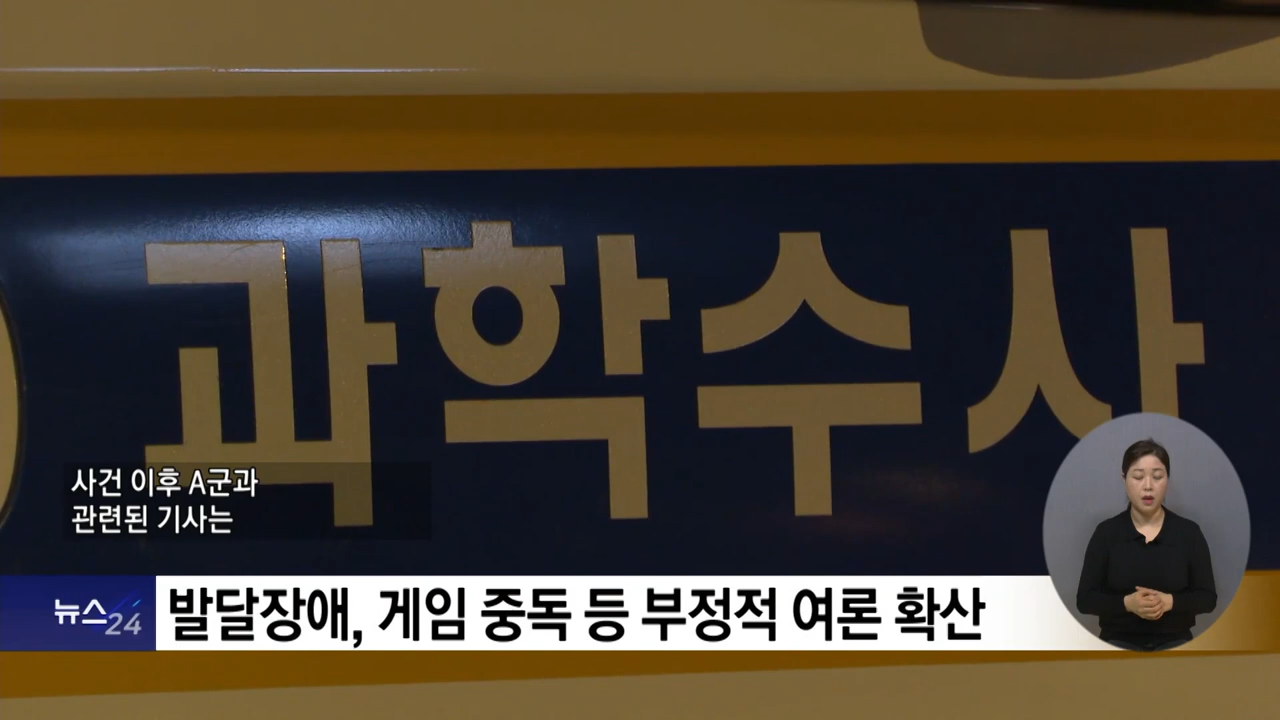 과학수사
사건 이후 A군과
관련된 기사는
뉴스24
발달장애, 게임 중독 등 부정적 여론 확산